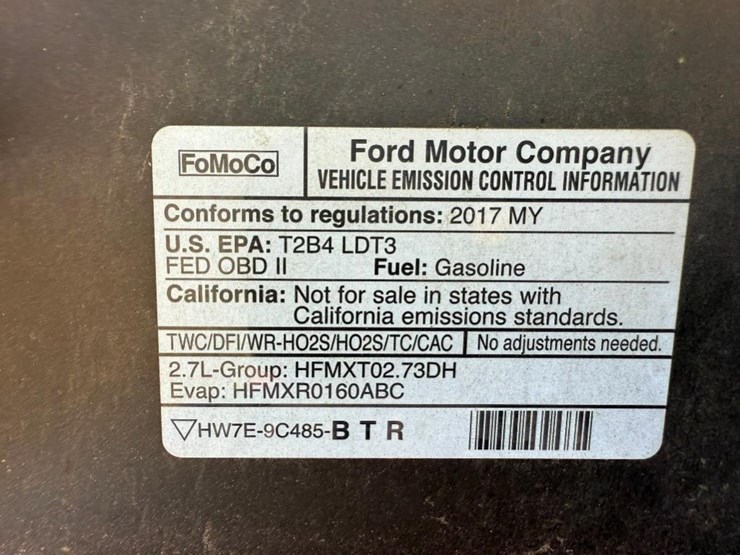 FoMoCo
Ford Motor Company
VEHICLE EMISSION CONTROL INFORMATION
Conforms to regulations: 2017 MY
U.S. EPA: T2B4 LDT3
FED OBD II Fuel: Gasoline
California: Not for sale in states with
California emissions standards.
TWC/DFI/WR-HO2S/HO2S/TC/CAC No adjustments needed.
2.7L-Group: HFMXT02.73DH
Evap: HFMXR0160ABC
▽HW7E-9C485-B T R